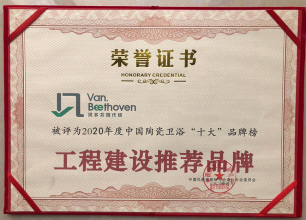 荣誉证书
HONORARY CREDENTIAL
Van.
Beethoven
被评为2020年度中国陶瓷卫浴“十大”品牌榜
工程建设推荐品牌